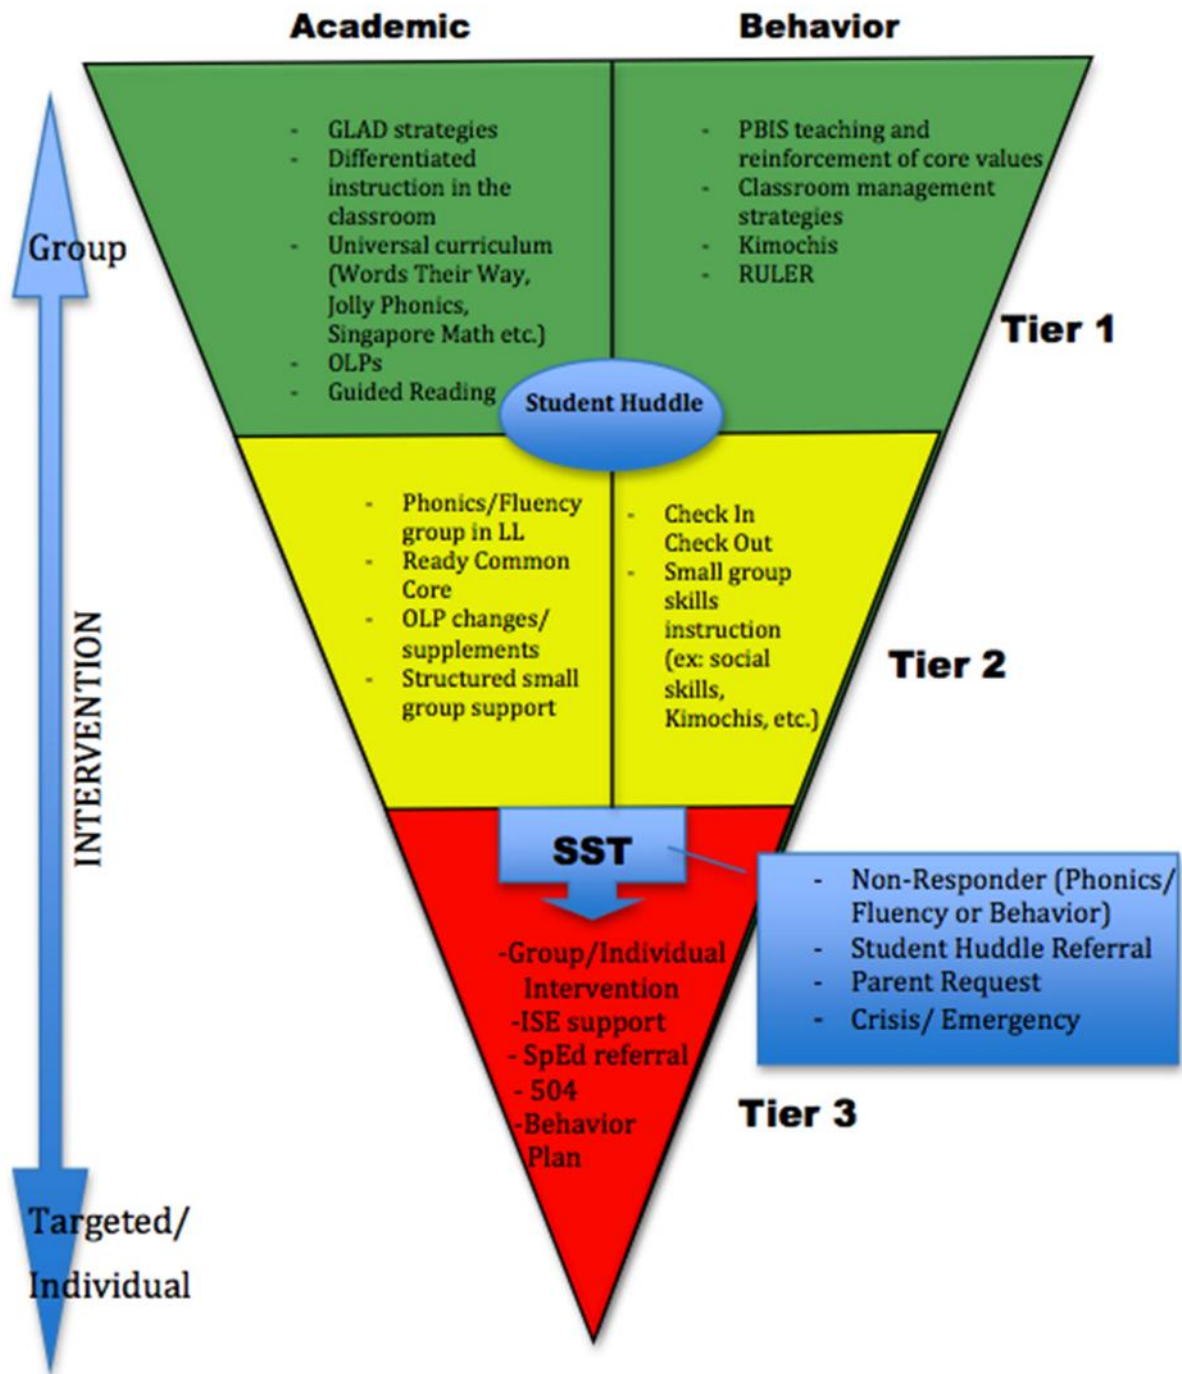 Academic
Behavior
- GLAD strategies
- Differentiated
instruction in the
classroom
- Universal curriculum
(Words Their Way,
Jolly Phonics,
Singapore Math etc.)
- OLPs
- Guided Reading
- PBIS teaching and
reinforcement of core values
- Classroom management
strategies
- Kimochis
- RULER
Group
Tier 1
Student Huddle
- Phonics/Fluency
group in LL
- Ready Common
Core
- OLP changes/
supplements
- Structured small
group support
- Check In
Check Out
- Small group
skills
instruction
(ex: social
skills,
Kimochis, etc.)
INTERVENTION
Tier 2
SST
- Non-Responder (Phonics/
Fluency or Behavior)
- Student Huddle Referral
- Parent Request
- Crisis/ Emergency
-Group/Individual
Intervention
-ISE support
- SpEd referral
- 504
-Behavior
Plan
Tier 3
Targeted/
Individual